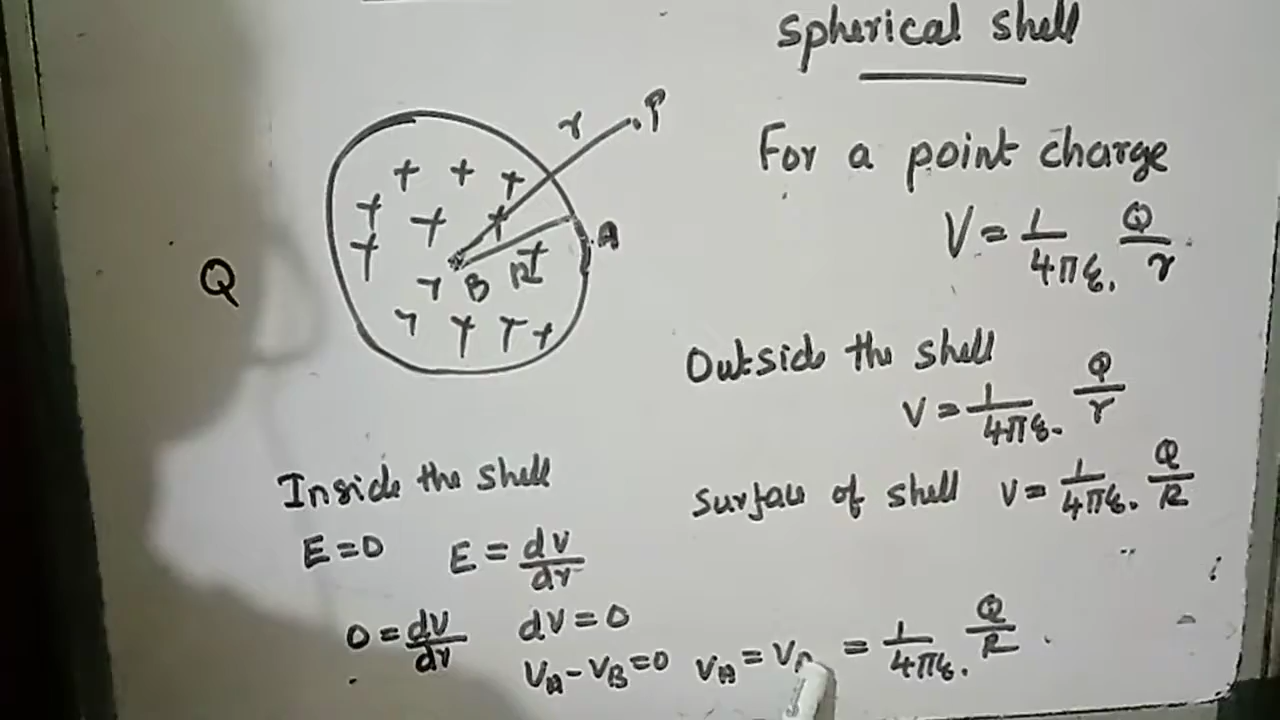 Spherical shell
r P
For a point charge
+ + +
+ + +
V = 1/4πε. Q/r
+ A
B R +
Q
+ + + + +
Outside the shell
V = 1/4πε. Q/r
Inside the shell
Surface of shell V = 1/4πε. Q/R
E = 0 E = dV/dr
0 = dV/dr dV = 0
VA - VB = 0 VA = V = 1/4πε. Q/R